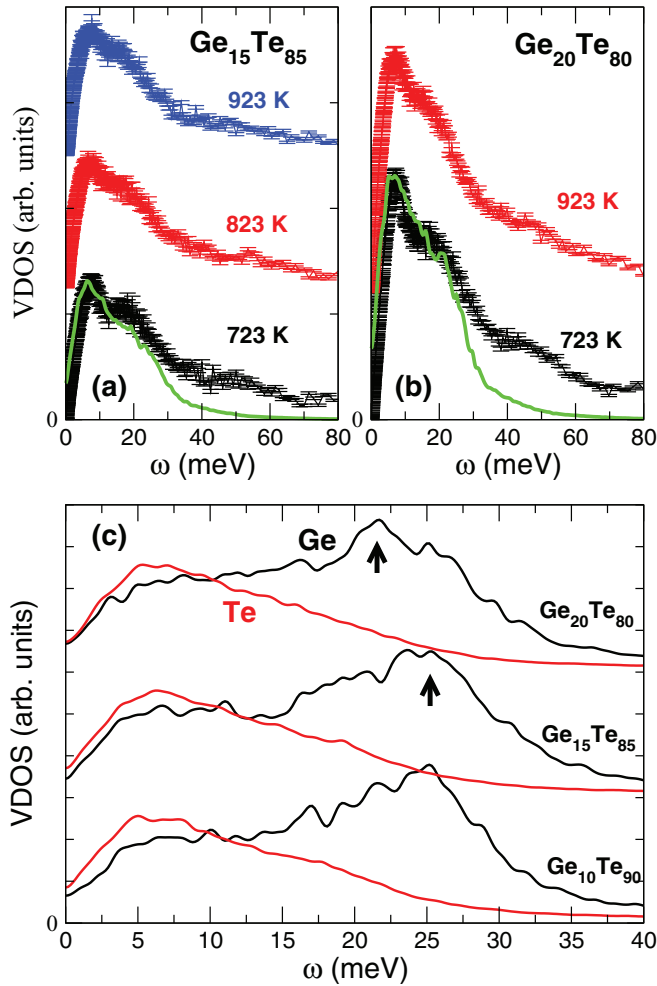 Ge₁₅Te₈₅
923 K
823 K
723 K
(a)
VDOS (arb. units)
0
0 20 40 60 80
ω (meV)
Ge₂₀Te₈₀
923 K
723 K
(b)
0 20 40 60 80
ω (meV)
(c)
Ge
Te
Ge₂₀Te₈₀
Ge₁₅Te₈₅
Ge₁₀Te₉₀
VDOS (arb. units)
0
0 5 10 15 20 25 30 35 40
ω (meV)